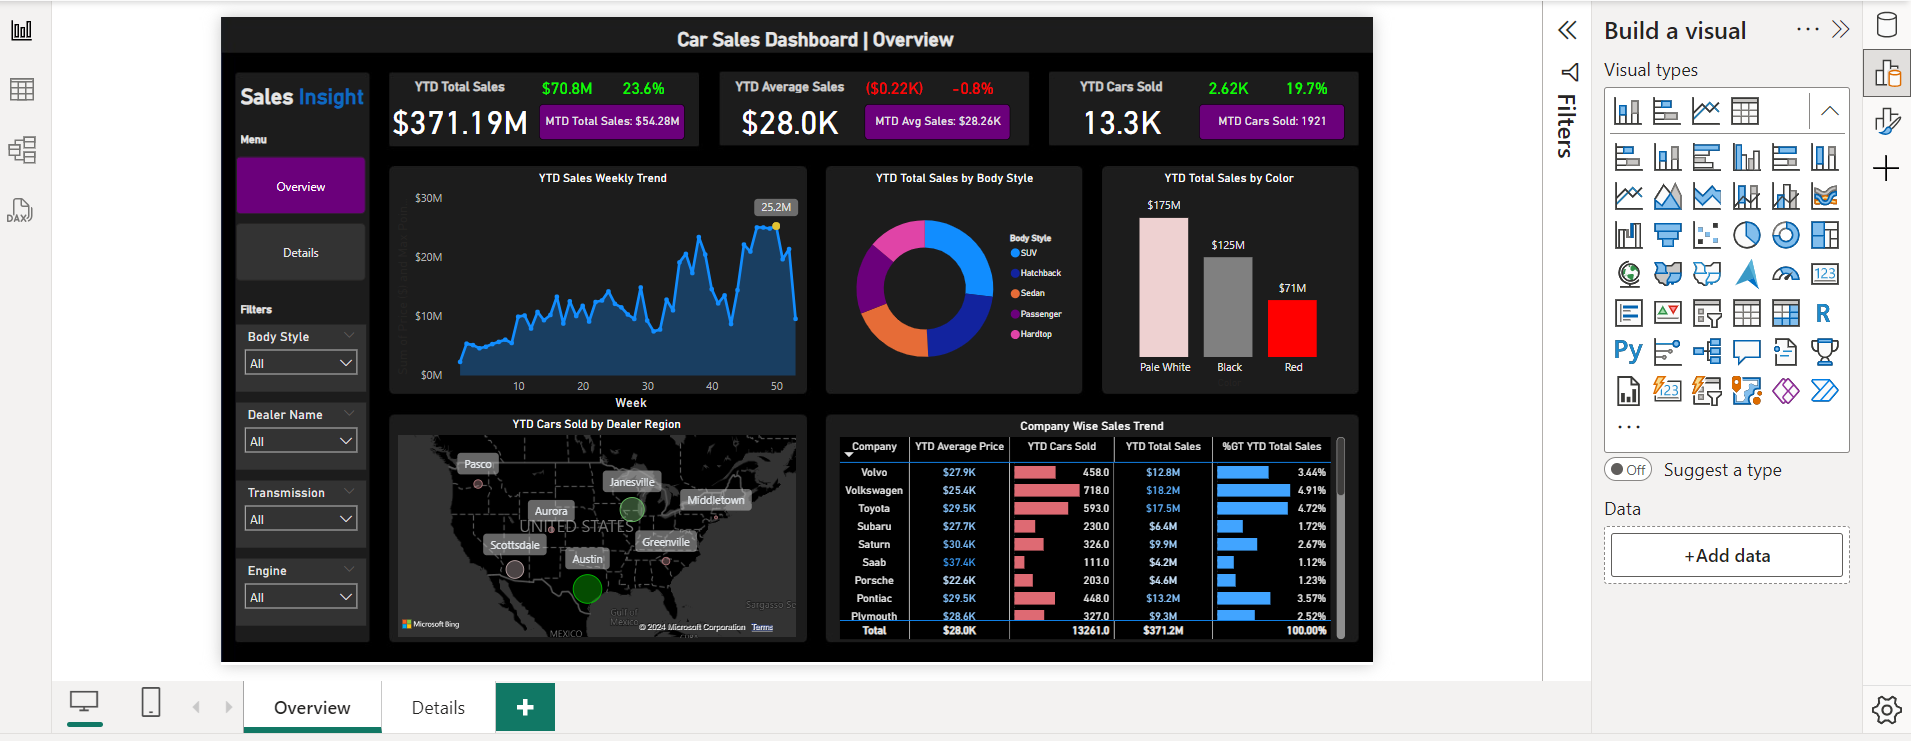 Car Sales Dashboard | Overview
Sales Insight
Menu
Overview
Details
Filters
Body Style
All
Dealer Name
All
Transmission
All
Engine
All
YTD Total Sales
$70.8M
23.6%
$371.19M
MTD Total Sales: $54.28M
YTD Average Sales
($0.22K)
-0.8%
$28.0K
MTD Avg Sales: $28.26K
YTD Cars Sold
2.62K
19.7%
13.3K
MTD Cars Sold: 1921
YTD Sales Weekly Trend
$30M
$20M
$10M
$0M
25.2M
10 20 30 40 50
Week
YTD Total Sales by Body Style
Body Style
SUV
Hatchback
Sedan
Passenger
Hardtop
YTD Total Sales by Color
$175M
$125M
$71M
Pale White
Black
Red
YTD Cars Sold by Dealer Region
Pasco
Janesville
Middletown
Aurora
UNITED STATES
Scottsdale
Greenville
Austin
Gulf of
Mexico
Sargasso Se
MEXICO
Microsoft Bing
© 2024 Microsoft Corporation Terms
Company Wise Sales Trend
Company YTD Average Price YTD Cars Sold YTD Total Sales %GT YTD Total Sales
Volvo $27.9K 458.0 $12.8M 3.44%
Volkswagen $25.4K 718.0 $18.2M 4.91%
Toyota $29.5K 593.0 $17.5M 4.72%
Subaru $27.7K 230.0 $6.4M 1.72%
Saturn $30.4K 326.0 $9.9M 2.67%
Saab $37.4K 111.0 $4.2M 1.12%
Porsche $22.6K 203.0 $4.6M 1.23%
Pontiac $29.5K 448.0 $13.2M 3.57%
Plymouth $28.6K 327.0 $9.3M 2.52%
Total $28.0K 13261.0 $371.2M 100.00%
Overview
Details
Filters
Build a visual
Visual types
123
R
Py
123
Off
Suggest a type
Data
+Add data
DAX